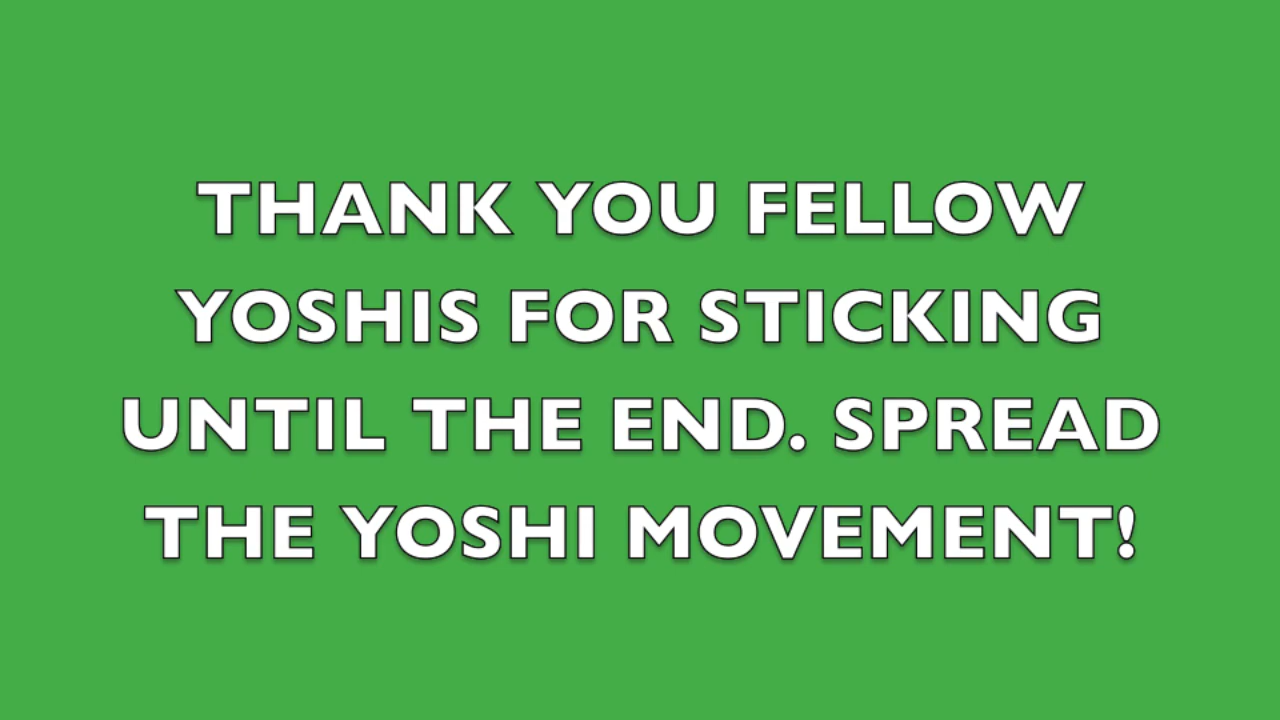 THANK YOU FELLOW
YOSHIS FOR STICKING
UNTIL THE END. SPREAD
THE YOSHI MOVEMENT!